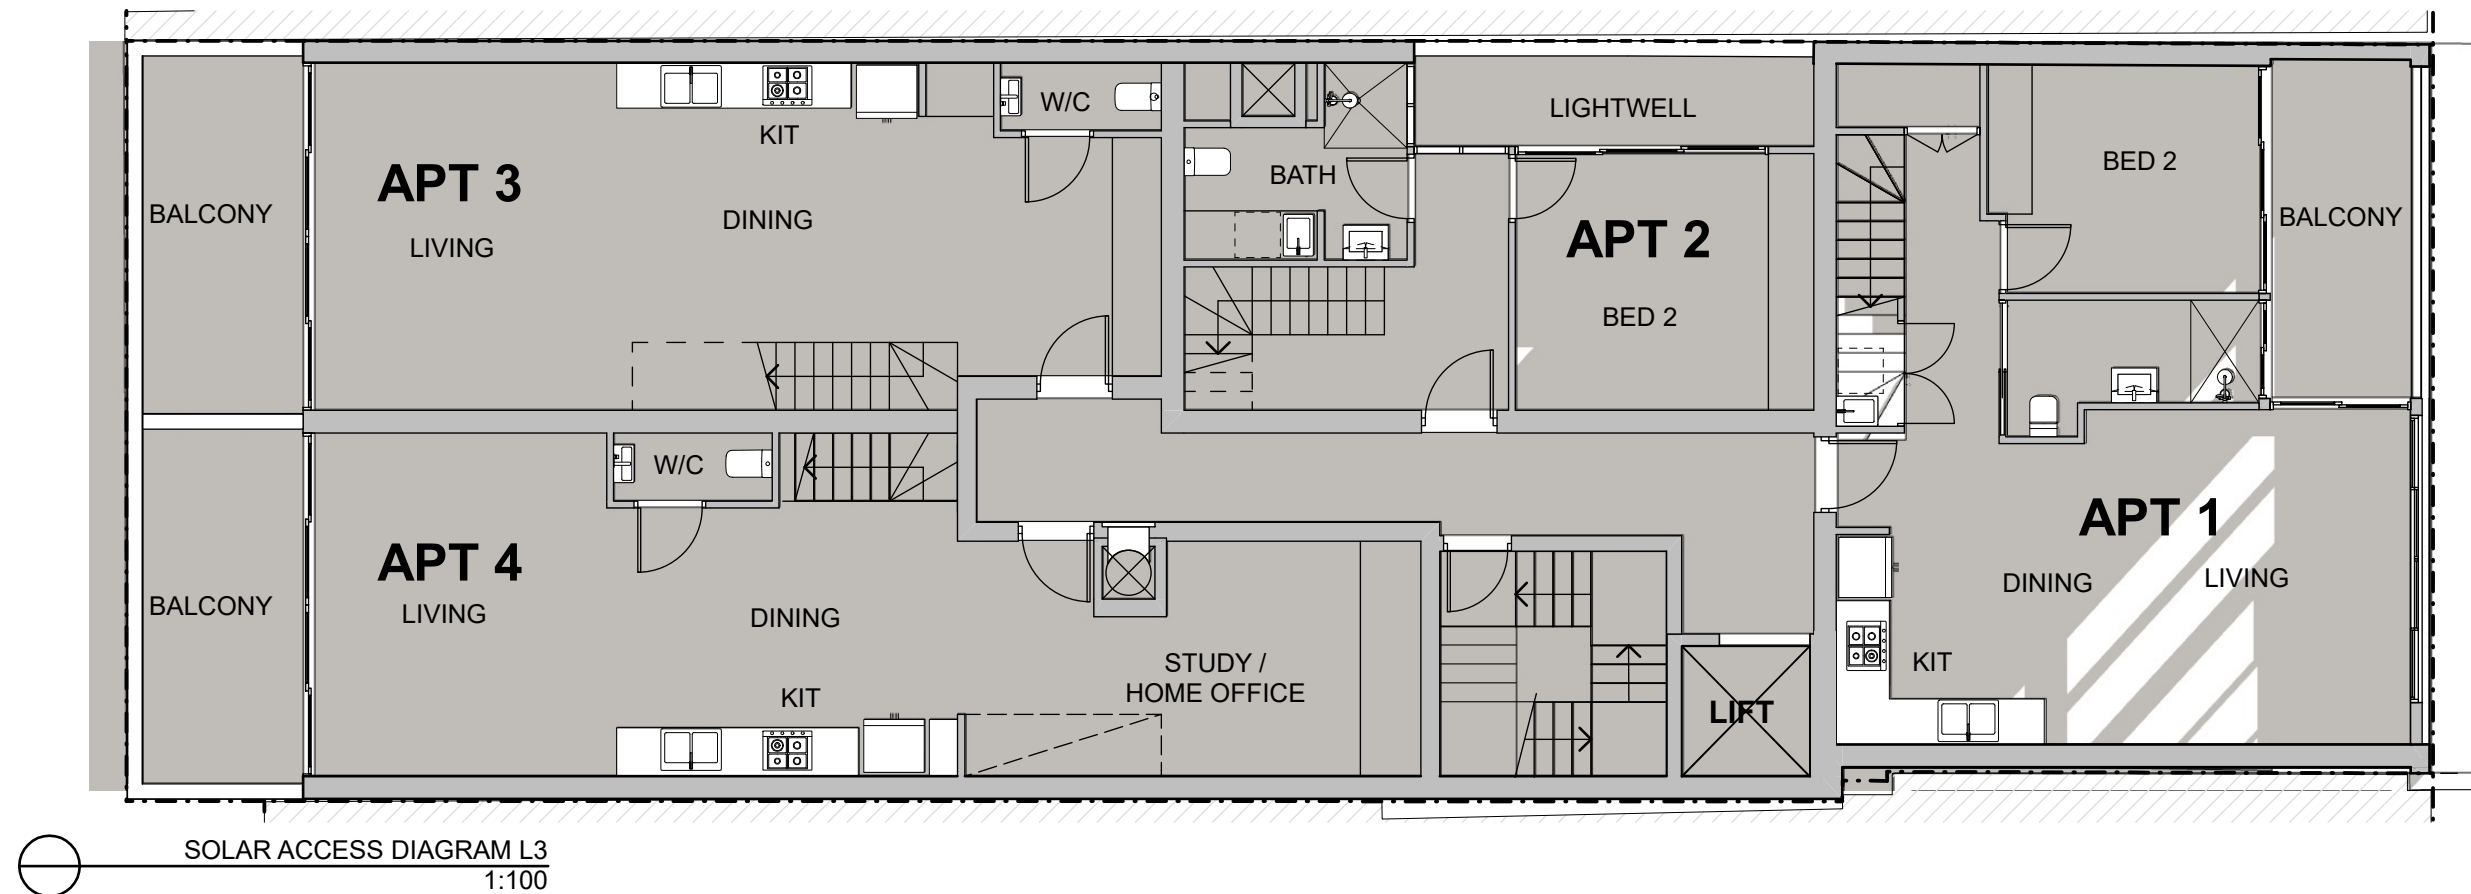 W/C
LIGHTWELL
KIT
BED 2
APT 3
BATH
BALCONY
DINING
LIVING
APT 2
BALCONY
BED 2
W/C
APT 4
APT 1
BALCONY
LIVING
DINING
DINING
LIVING
STUDY /
HOME OFFICE
KIT
KIT
LIFT
SOLAR ACCESS DIAGRAM L3
1:100